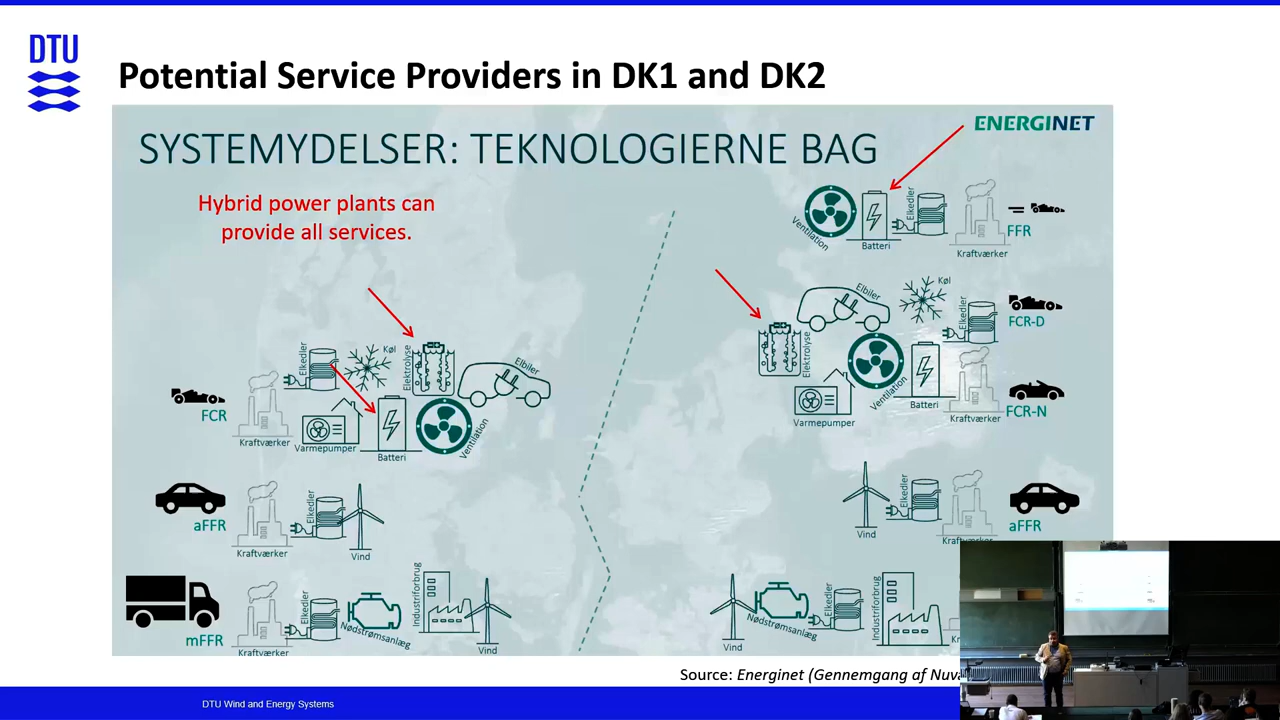 DTU
Potential Service Providers in DK1 and DK2
SYSTEMYDELSER: TEKNOLOGIERNE BAG
ENERGINET
Hybrid power plants can
provide all services.
Ventilation
Batteri
Elkedler
Kraftværker
FFR
Elkedler
Køl
Elektrolyse
Elbiler
FCR
Kraftværker
Varmepumper
Batteri
Ventilation
Elektrolyse
Elbiler
Køl
Elkedler
FCR-D
Varmepumper
Ventilation
Batteri
Kraftværker
FCR-N
aFFR
Kraftværker
Elkedler
Vind
Vind
Elkedler
Kraftværker
aFFR
mFFR
Kraftværker
Elkedler
Nødstrømsanlæg
Industriforbrug
Vind
Vind
Nødstrømsanlæg
Elkedler
Industriforbrug
Source: Energinet (Gennemgang af
DTU Wind and Energy Systems